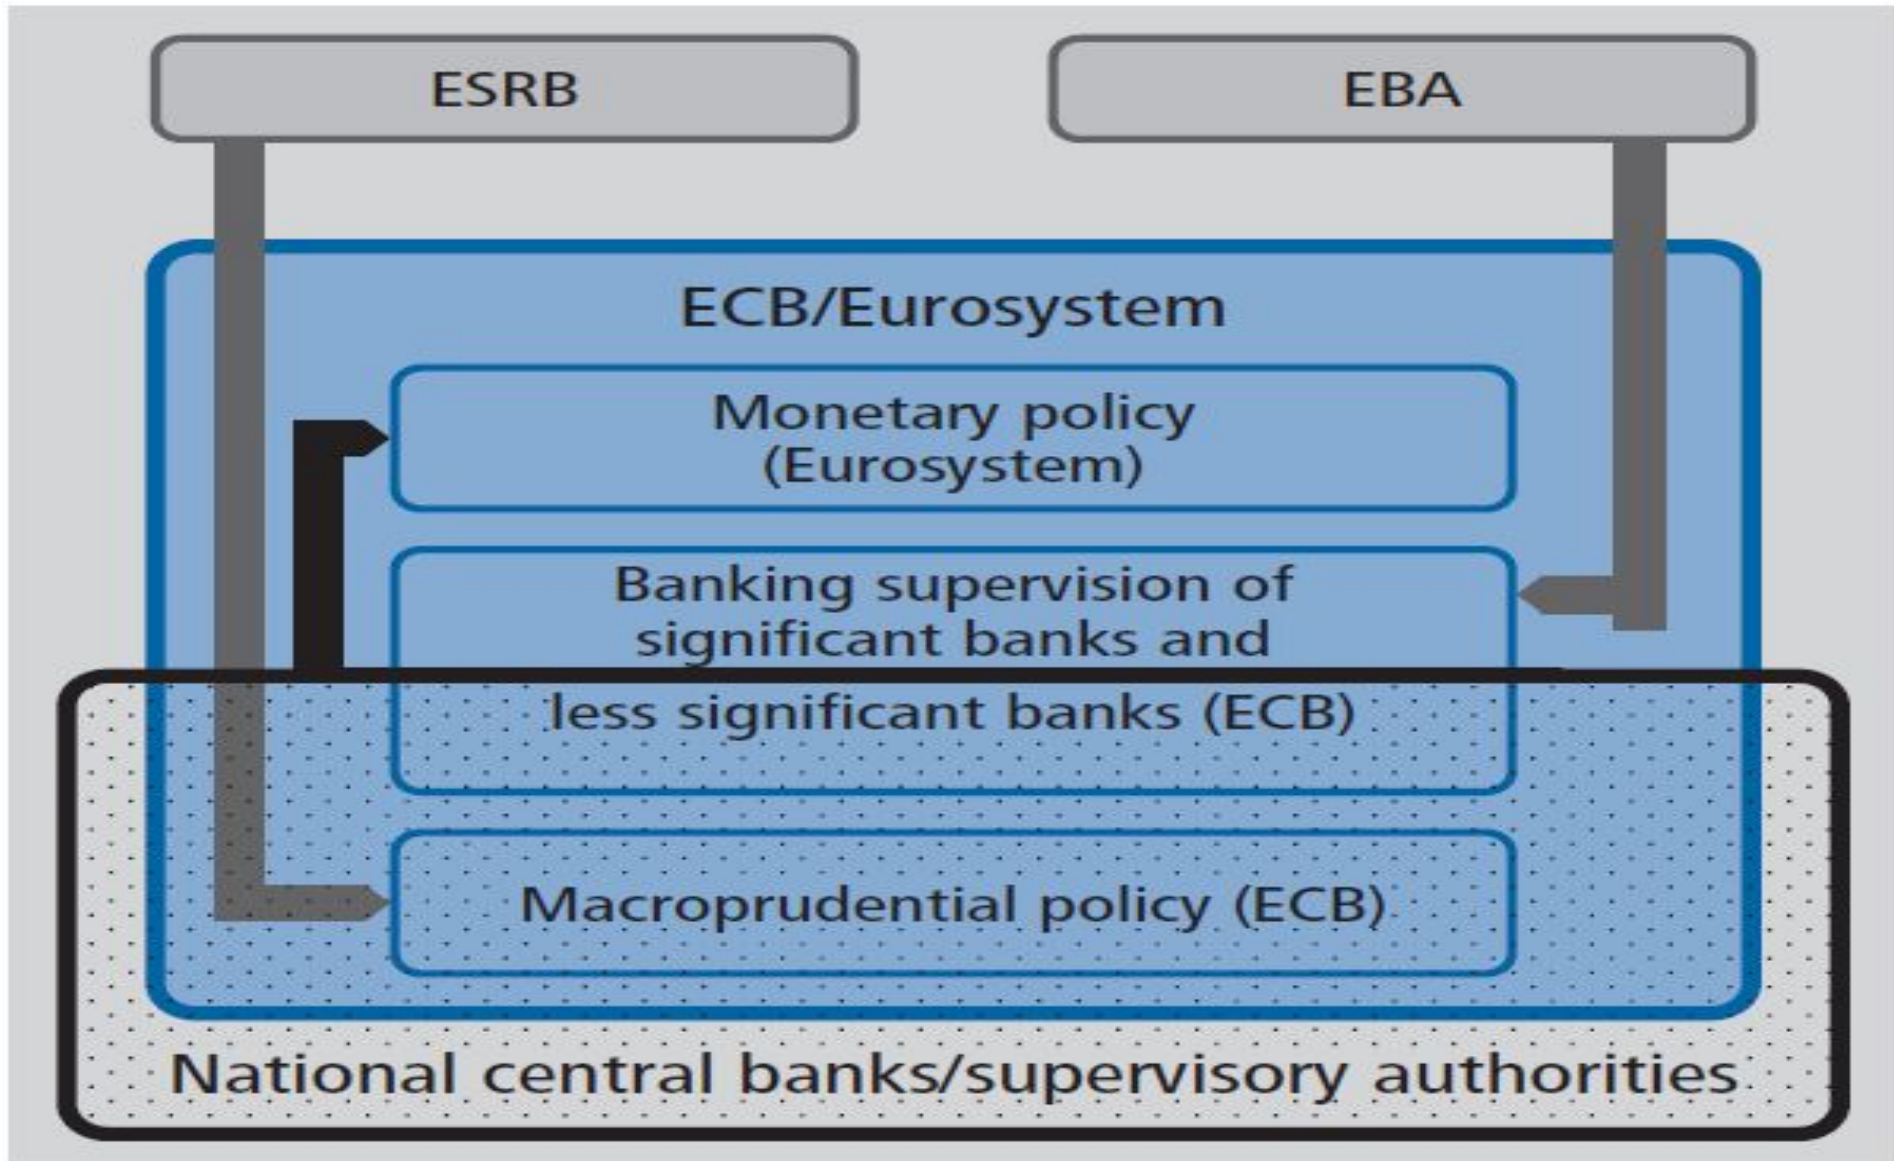 ESRB
EBA
ECB/Eurosystem
Monetary policy
(Eurosystem)
Banking supervision of
significant banks and
less significant banks (ECB)
Macroprudential policy (ECB)
National central banks/supervisory authorities